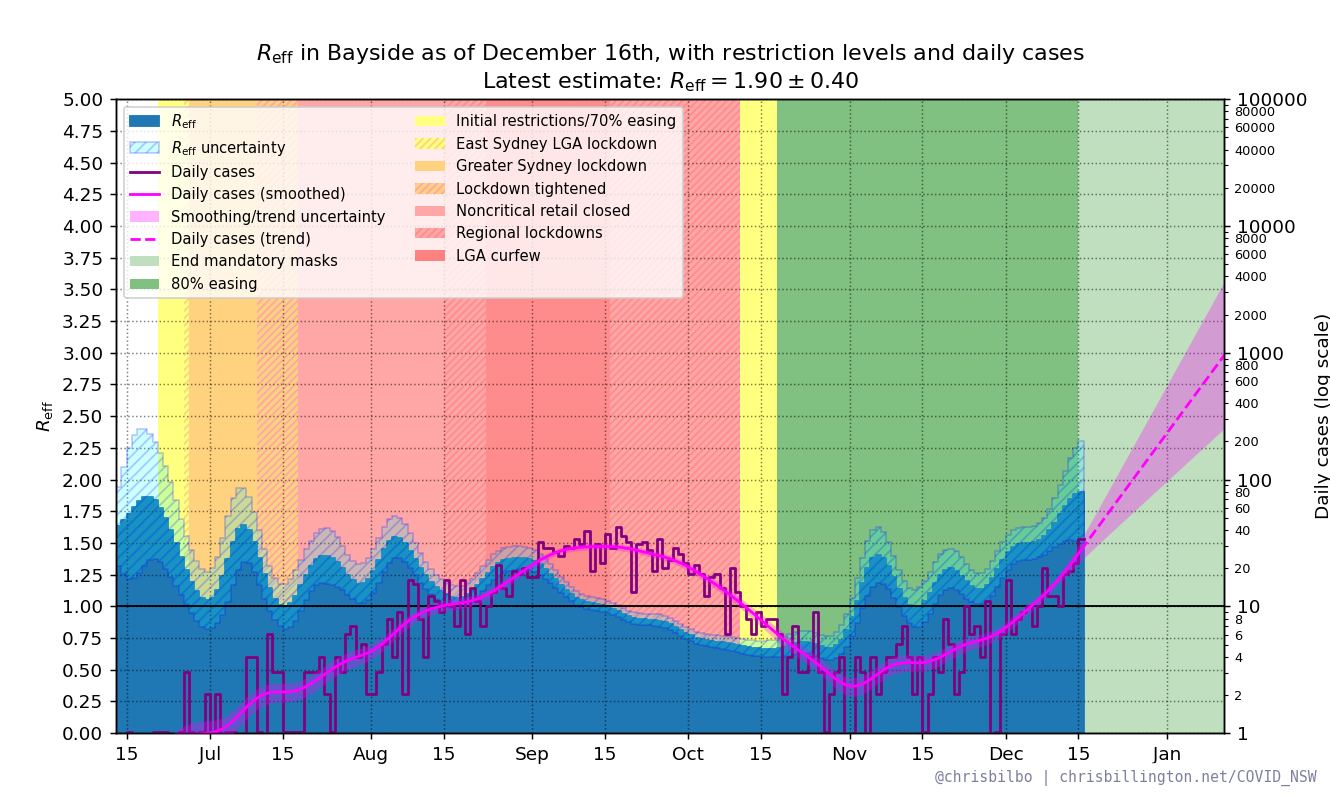 Reff in Bayside as of December 16th, with restriction levels and daily cases
Latest estimate: Reff = 1.90 ± 0.40
Reff
Reff uncertainty
Daily cases
Daily cases (smoothed)
Smoothing/trend uncertainty
Daily cases (trend)
End mandatory masks
80% easing
Initial restrictions/70% easing
East Sydney LGA lockdown
Greater Sydney lockdown
Lockdown tightened
Noncritical retail closed
Regional lockdowns
LGA curfew
Reff
5.00
4.75
4.50
4.25
4.00
3.75
3.50
3.25
3.00
2.75
2.50
2.25
2.00
1.75
1.50
1.25
1.00
0.75
0.50
0.25
0.00
15 Jul 15 Aug 15 Sep 15 Oct 15 Nov 15 Dec 15 Jan
100000
80000
60000
40000
20000
10000
8000
6000
4000
2000
1000
800
600
400
200
100
80
60
40
20
10
8
6
4
2
1
Daily cases (log scale)
@chrisbilbo | chrisbillington.net/COVID_NSW